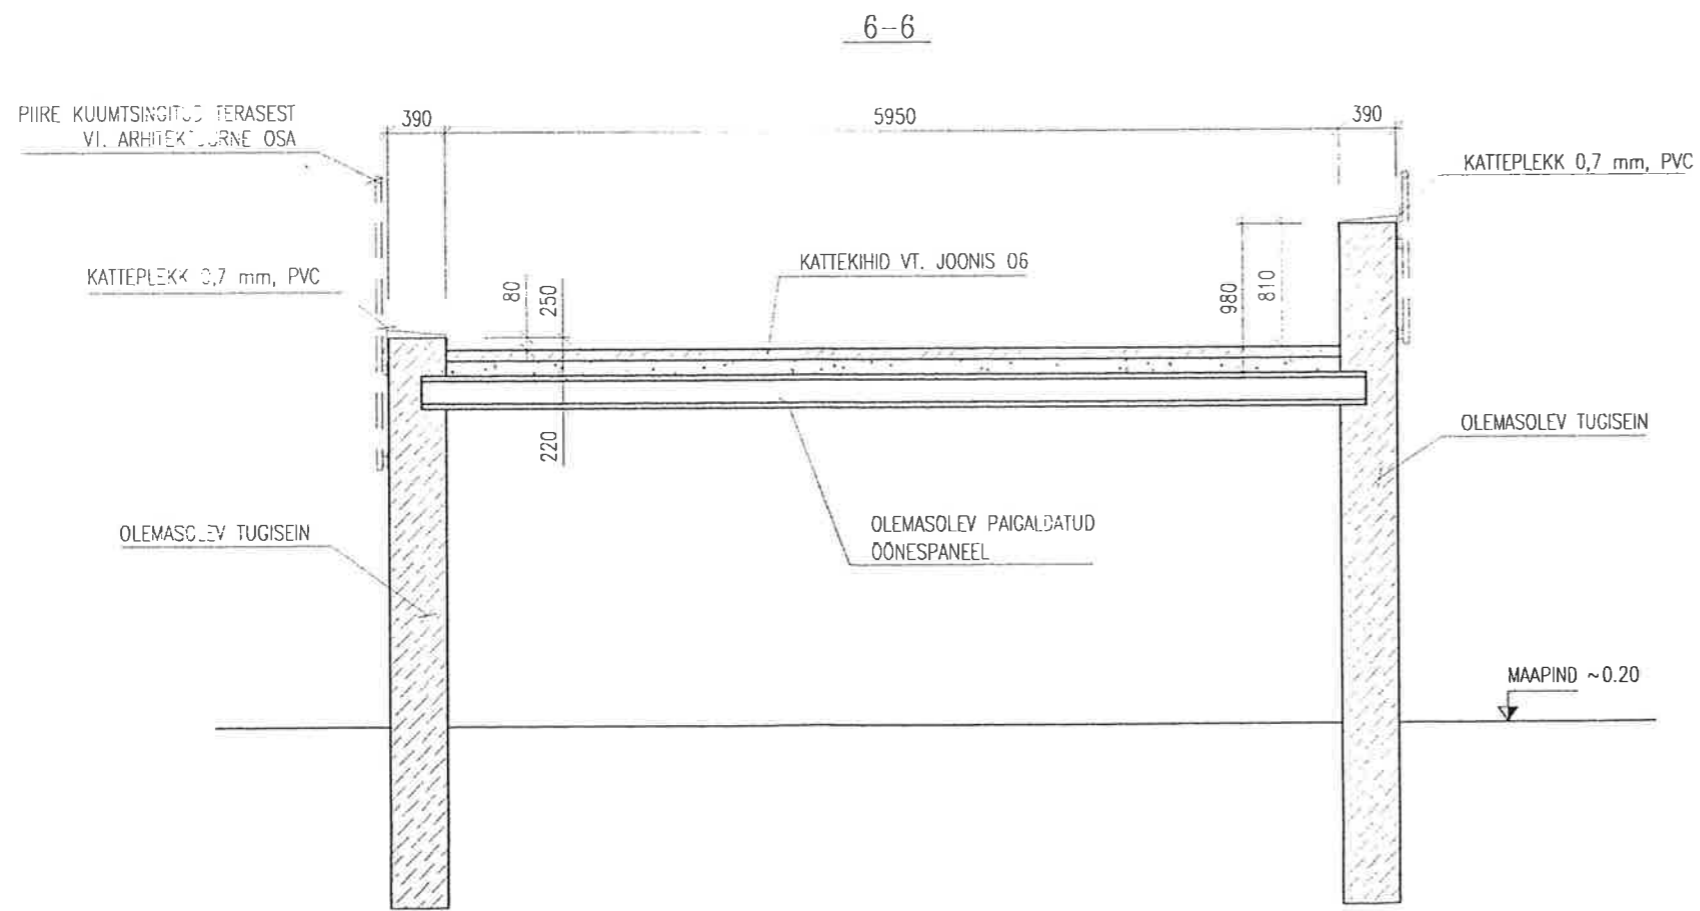 6-6
PIIRE KUUMTSINGITUD TERASEST
VT. ARHITEKTUURNE OSA
390
5950
390
KATTEPLEKK 0,7 mm, PVC
KATTEKIHID VT. JOONIS 06
KATTEPLEKK 0,7 mm, PVC
80
250
980
810
220
OLEMASOLEV TUGISEIN
OLEMASOLEV PAIGALDATUD
ÕÕNESPANEEL
OLEMASOLEV TUGISEIN
MAAPIND ~0.20